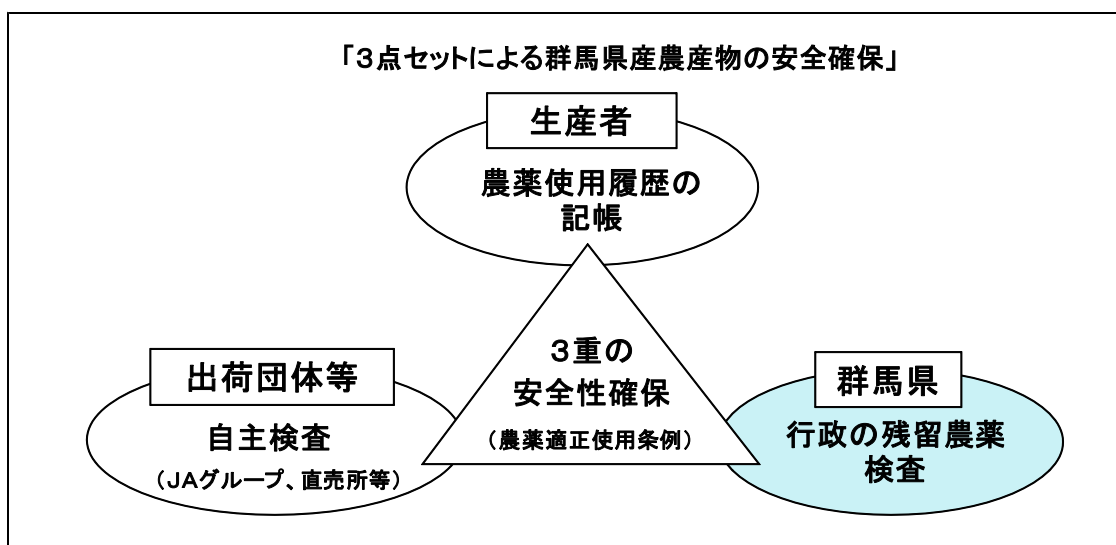 「３点セットによる群馬県産農産物の安全確保」
生産者
農薬使用履歴の
記帳
３重の
安全性確保
（農薬適正使用条例）
出荷団体等
自主検査
（ＪＡグループ、直売所等）
群馬県
行政の残留農薬
検査